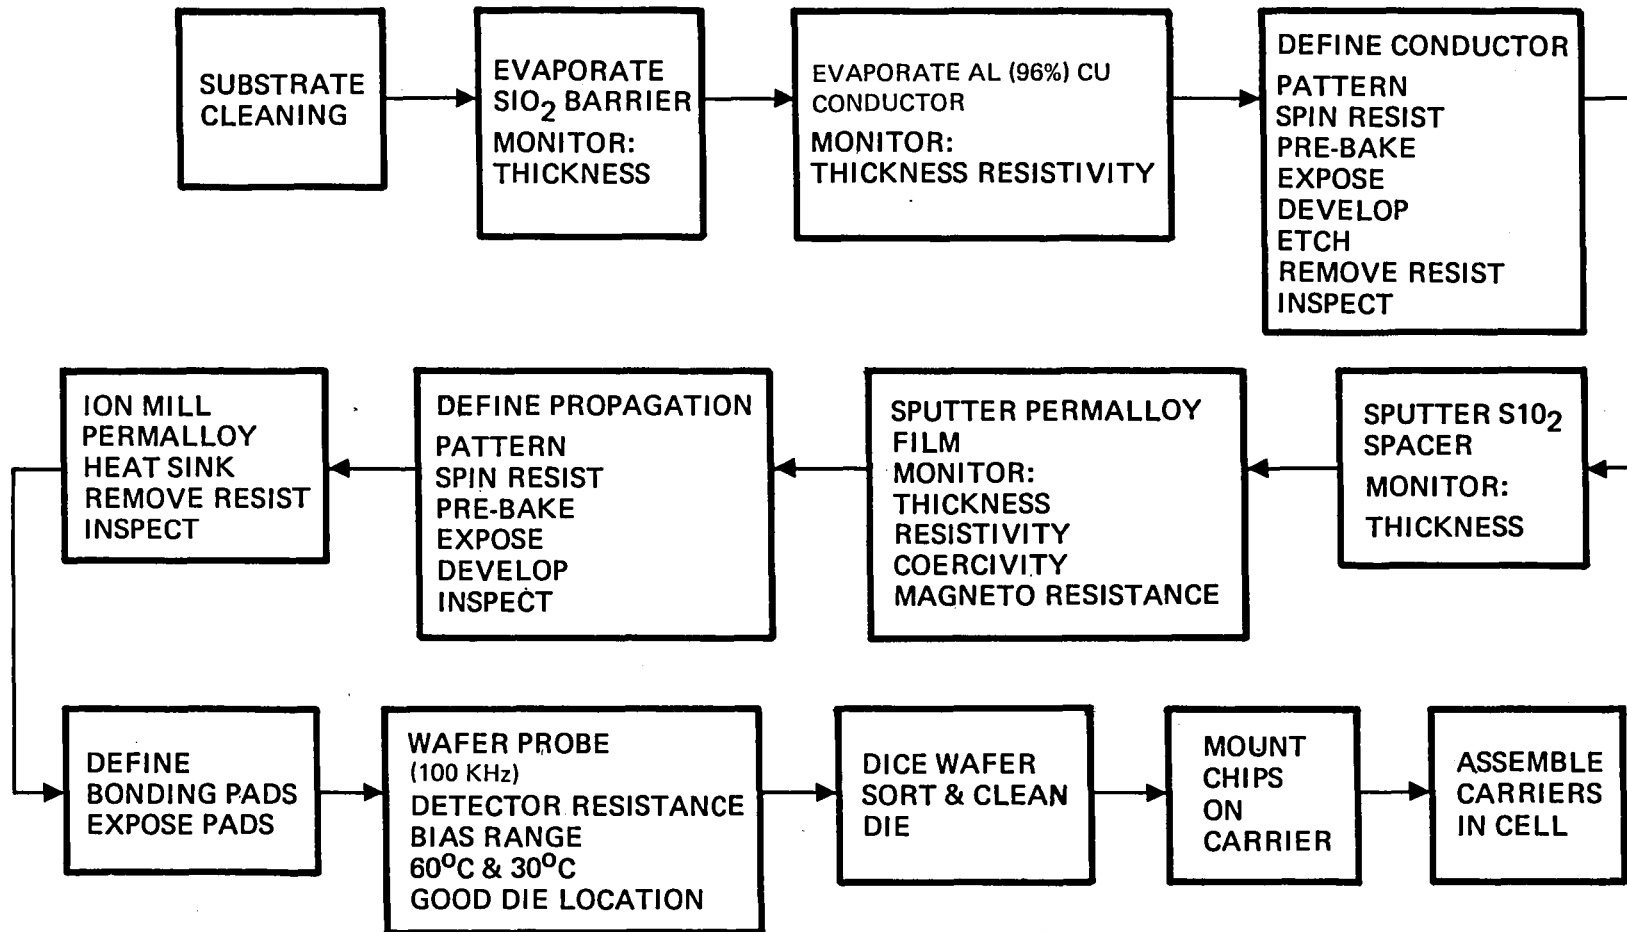 SUBSTRATE
CLEANING
EVAPORATE
SIO2 BARRIER
MONITOR:
THICKNESS
EVAPORATE AL (96%) CU
CONDUCTOR
MONITOR:
THICKNESS RESISTIVITY
DEFINE CONDUCTOR
PATTERN
SPIN RESIST
PRE-BAKE
EXPOSE
DEVELOP
ETCH
REMOVE RESIST
INSPECT
SPUTTER S102
SPACER
MONITOR:
THICKNESS
SPUTTER PERMALLOY
FILM
MONITOR:
THICKNESS
RESISTIVITY
COERCIVITY
MAGNETO RESISTANCE
DEFINE PROPAGATION
PATTERN
SPIN RESIST
PRE-BAKE
EXPOSE
DEVELOP
INSPECT
ION MILL
PERMALLOY
HEAT SINK
REMOVE RESIST
INSPECT
DEFINE
BONDING PADS
EXPOSE PADS
WAFER PROBE
(100 KHz)
DETECTOR RESISTANCE
BIAS RANGE
60°C & 30°C
GOOD DIE LOCATION
DICE WAFER
SORT & CLEAN
DIE
MOUNT
CHIPS
ON
CARRIER
ASSEMBLE
CARRIERS
IN CELL